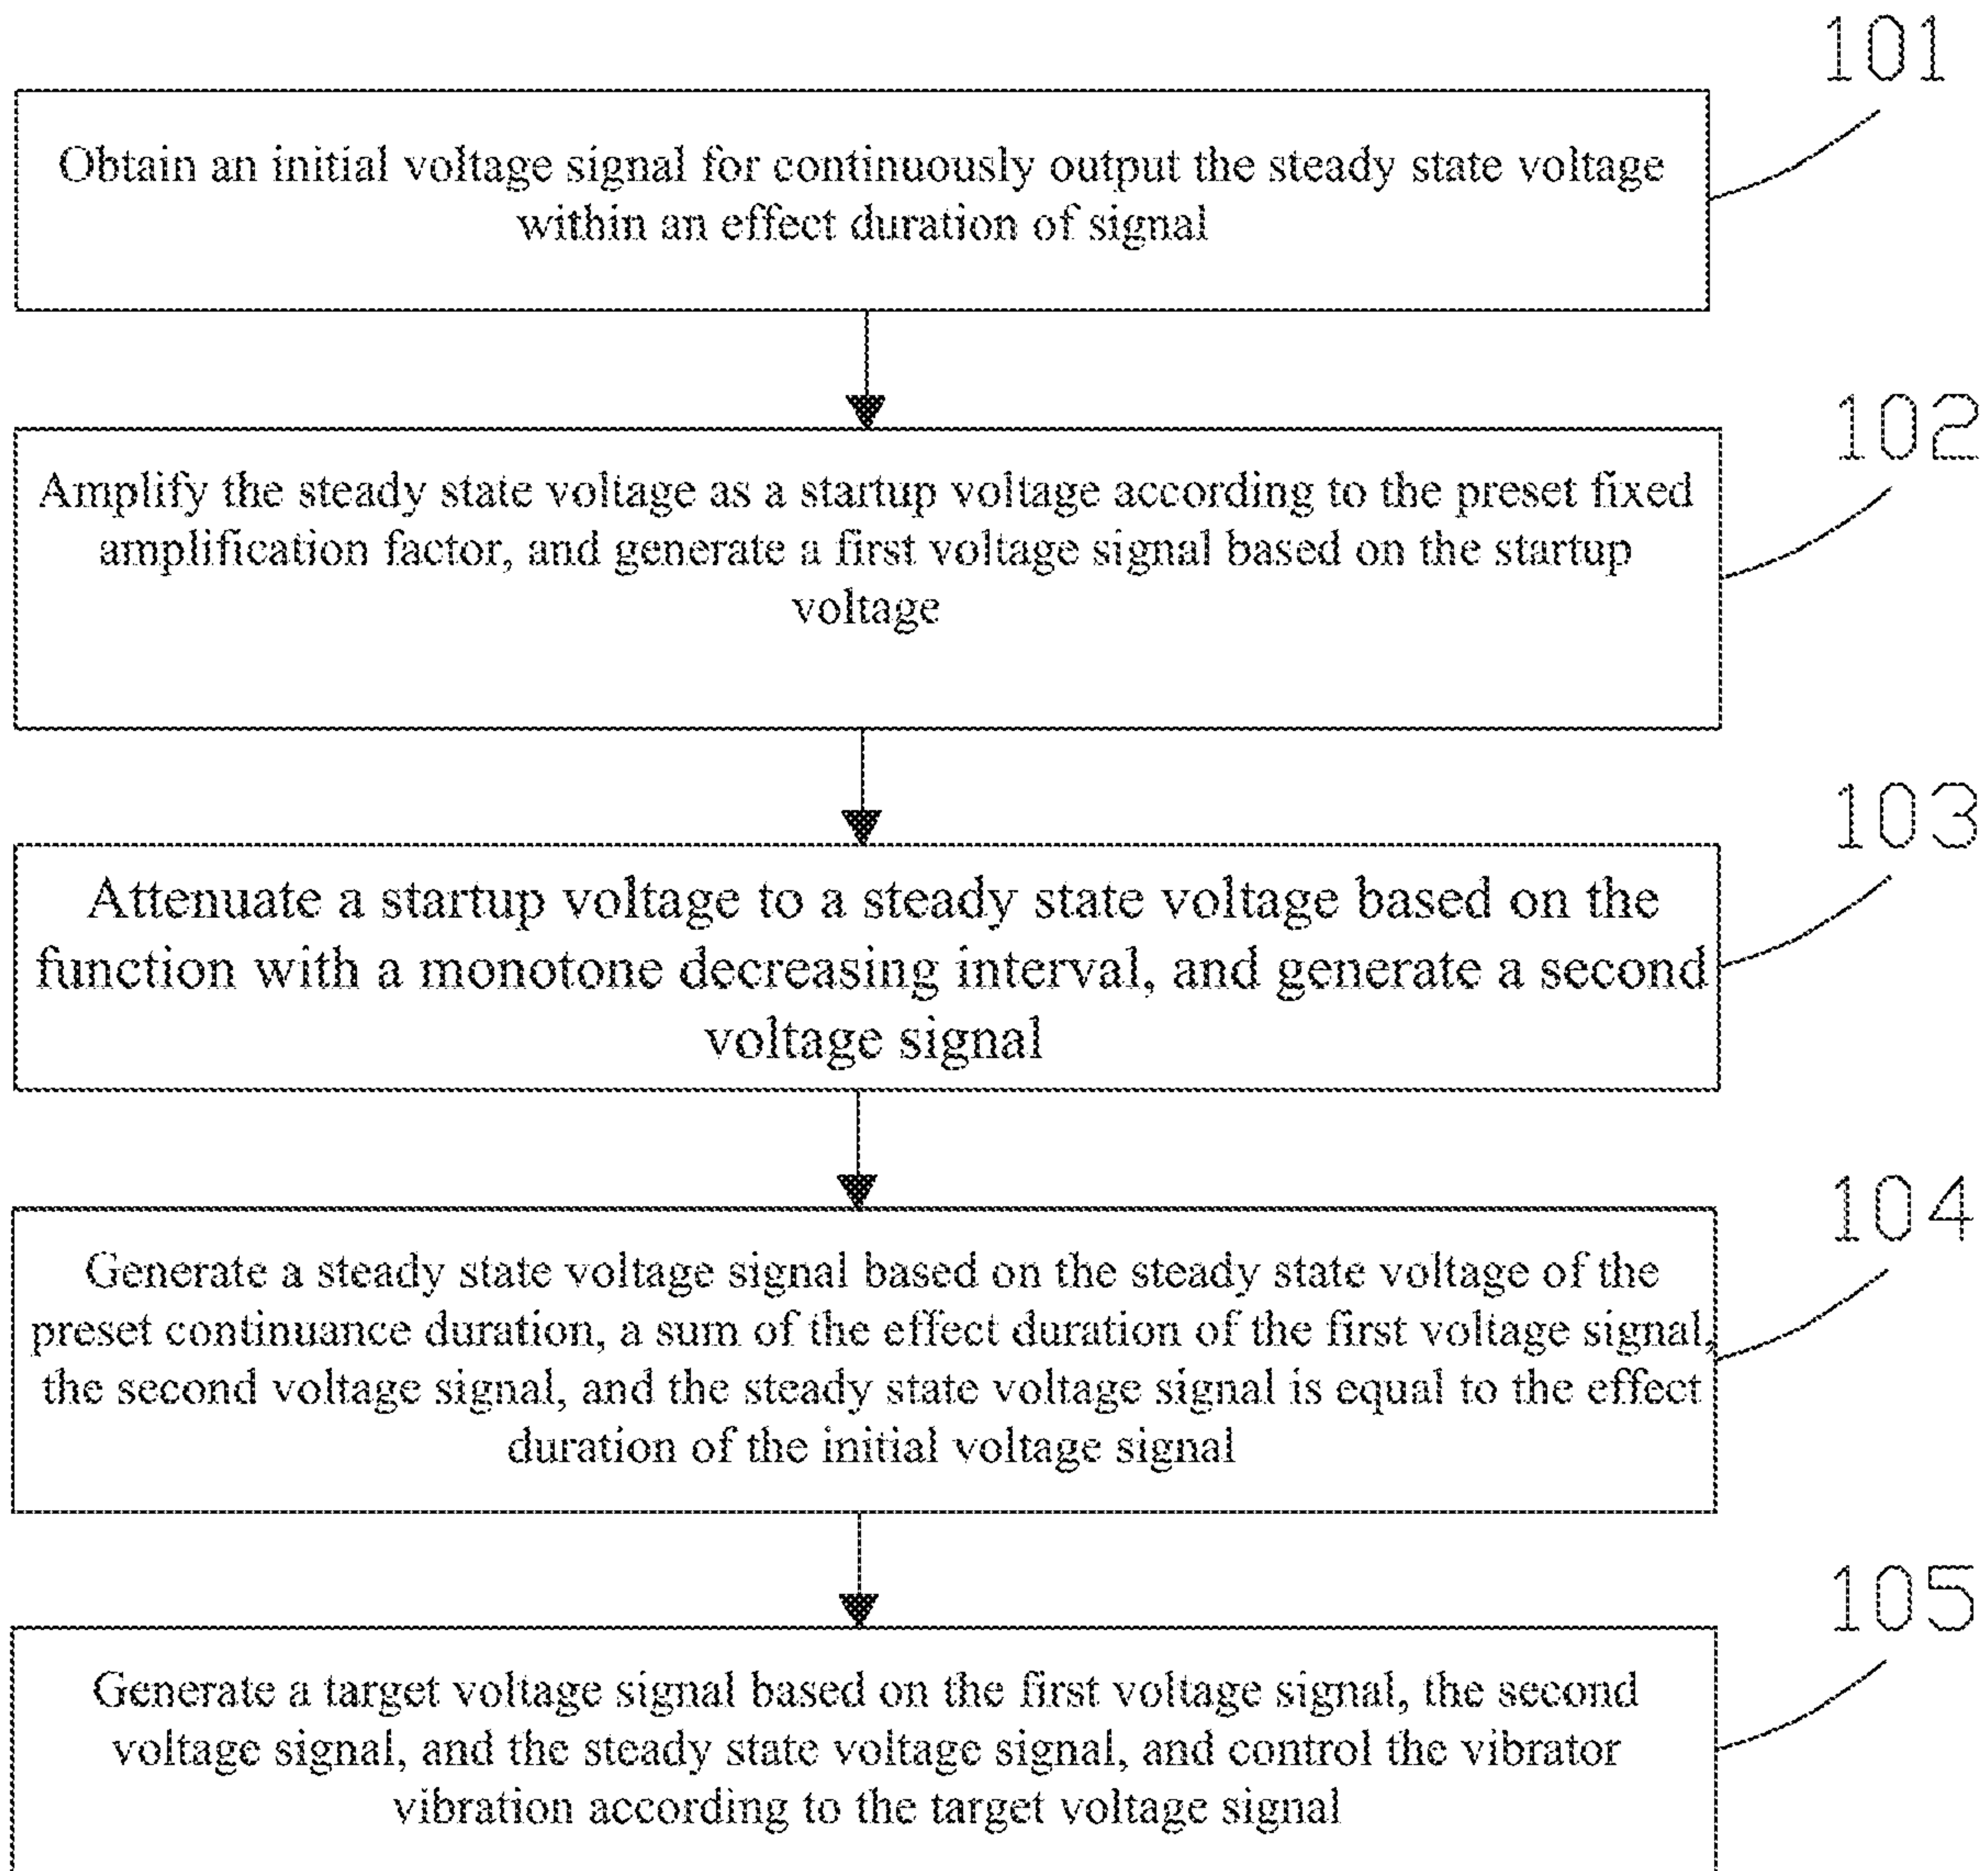 101
Obtain an initial voltage signal for continuously output the steady state voltage
within an effect duration of signal
102
Amplify the steady state voltage as a startup voltage according to the preset fixed
amplification factor, and generate a first voltage signal based on the startup
voltage
103
Attenuate a startup voltage to a steady state voltage based on the
function with a monotone decreasing interval, and generate a second
voltage signal
104
Generate a steady state voltage signal based on the steady state voltage of the
preset continuance duration, a sum of the effect duration of the first voltage signal,
the second voltage signal, and the steady state voltage signal is equal to the effect
duration of the initial voltage signal
105
Generate a target voltage signal based on the first voltage signal, the second
voltage signal, and the steady state voltage signal, and control the vibrator
vibration according to the target voltage signal